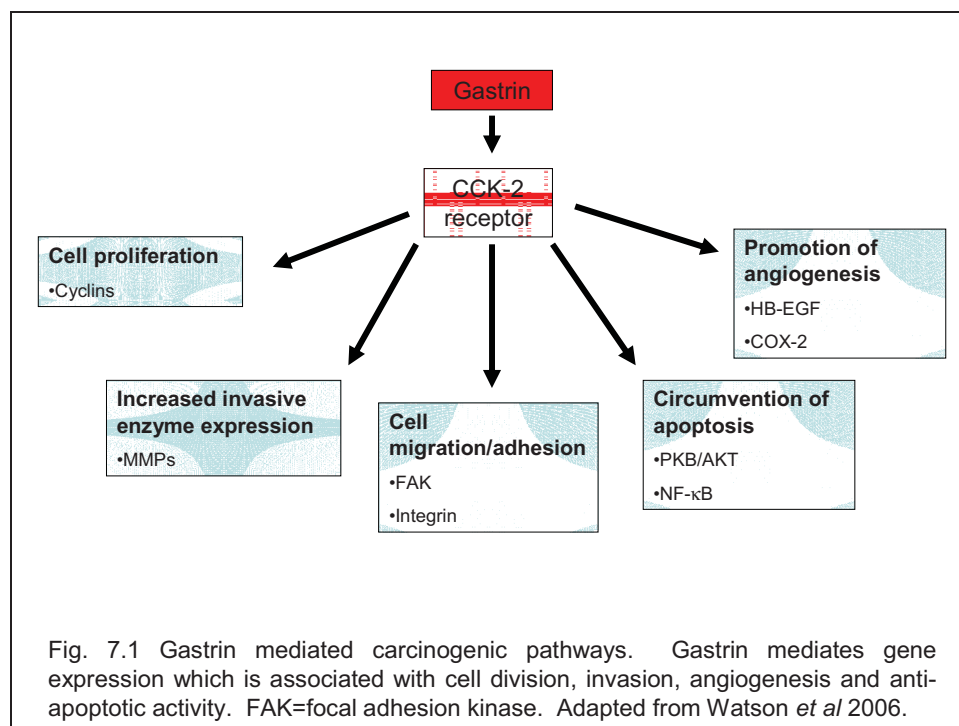 Gastrin
CCK-2
receptor
Cell proliferation
•Cyclins
Promotion of
angiogenesis
•HB-EGF
•COX-2
Increased invasive
enzyme expression
•MMPs
Cell
migration/adhesion
•FAK
•Integrin
Circumvention of
apoptosis
•PKB/AKT
•NF-κB
Fig. 7.1 Gastrin mediated carcinogenic pathways. Gastrin mediates gene
expression which is associated with cell division, invasion, angiogenesis and anti-
apoptotic activity. FAK=focal adhesion kinase. Adapted from Watson et al 2006.